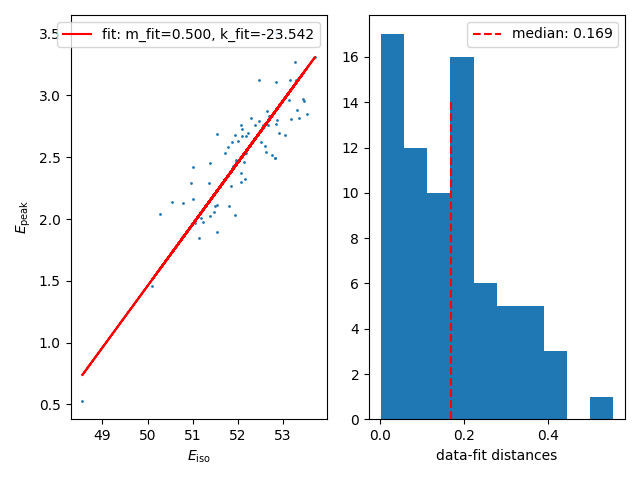 fit: m_fit=0.500, k_fit=-23.542
3.5
3.0
2.5
2.0
1.5
1.0
0.5
E_peak
49 50 51 52 53
E_iso
median: 0.169
16
14
12
10
8
6
4
2
0
0.0 0.2 0.4
data-fit distances